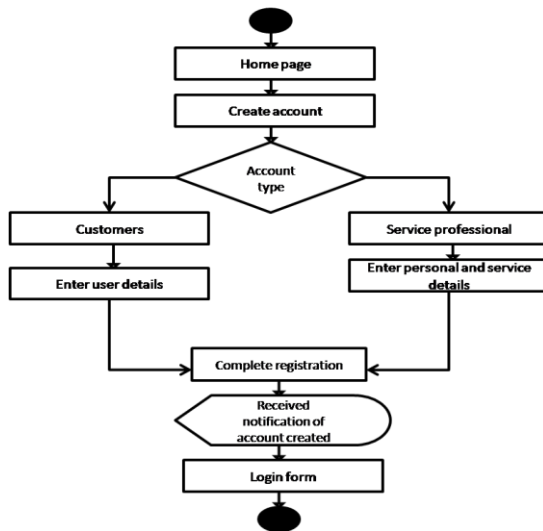 Home page
Create account
Account
type
Customers
Service professional
Enter user details
Enter personal and service
details
Complete registration
Received
notification of
account created
Login form